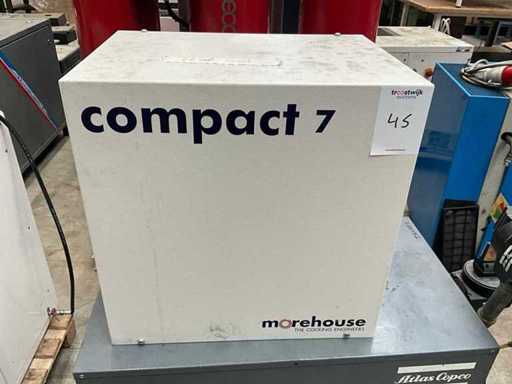 compact 7
troostwijk
45
morehouse
THE COOLING ENGINEERS
Atlas Copco